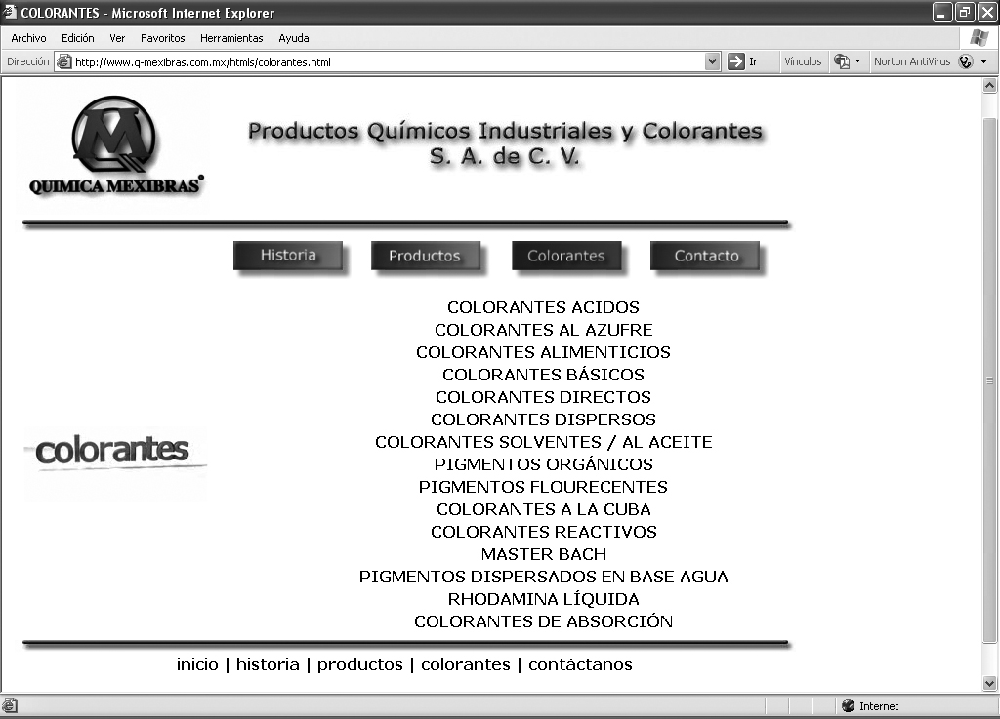 COLORANTES - Microsoft Internet Explorer
Archivo Edición Ver Favoritos Herramientas Ayuda
Dirección http://www.q-mexibras.com.mx/htmls/colorantes.html Ir Vínculos Norton AntiVirus
MQ
QUIMICA MEXIBRAS
Productos Químicos Industriales y Colorantes
S. A. de C. V.
Historia Productos Colorantes Contacto
COLORANTES ACIDOS
COLORANTES AL AZUFRE
COLORANTES ALIMENTICIOS
COLORANTES BÁSICOS
COLORANTES DIRECTOS
COLORANTES DISPERSOS
COLORANTES SOLVENTES / AL ACEITE
PIGMENTOS ORGÁNICOS
PIGMENTOS FLOURECENTES
COLORANTES A LA CUBA
COLORANTES REACTIVOS
MASTER BACH
PIGMENTOS DISPERSADOS EN BASE AGUA
RHODAMINA LÍQUIDA
COLORANTES DE ABSORCIÓN
colorantes
inicio | historia | productos | colorantes | contáctanos
Internet